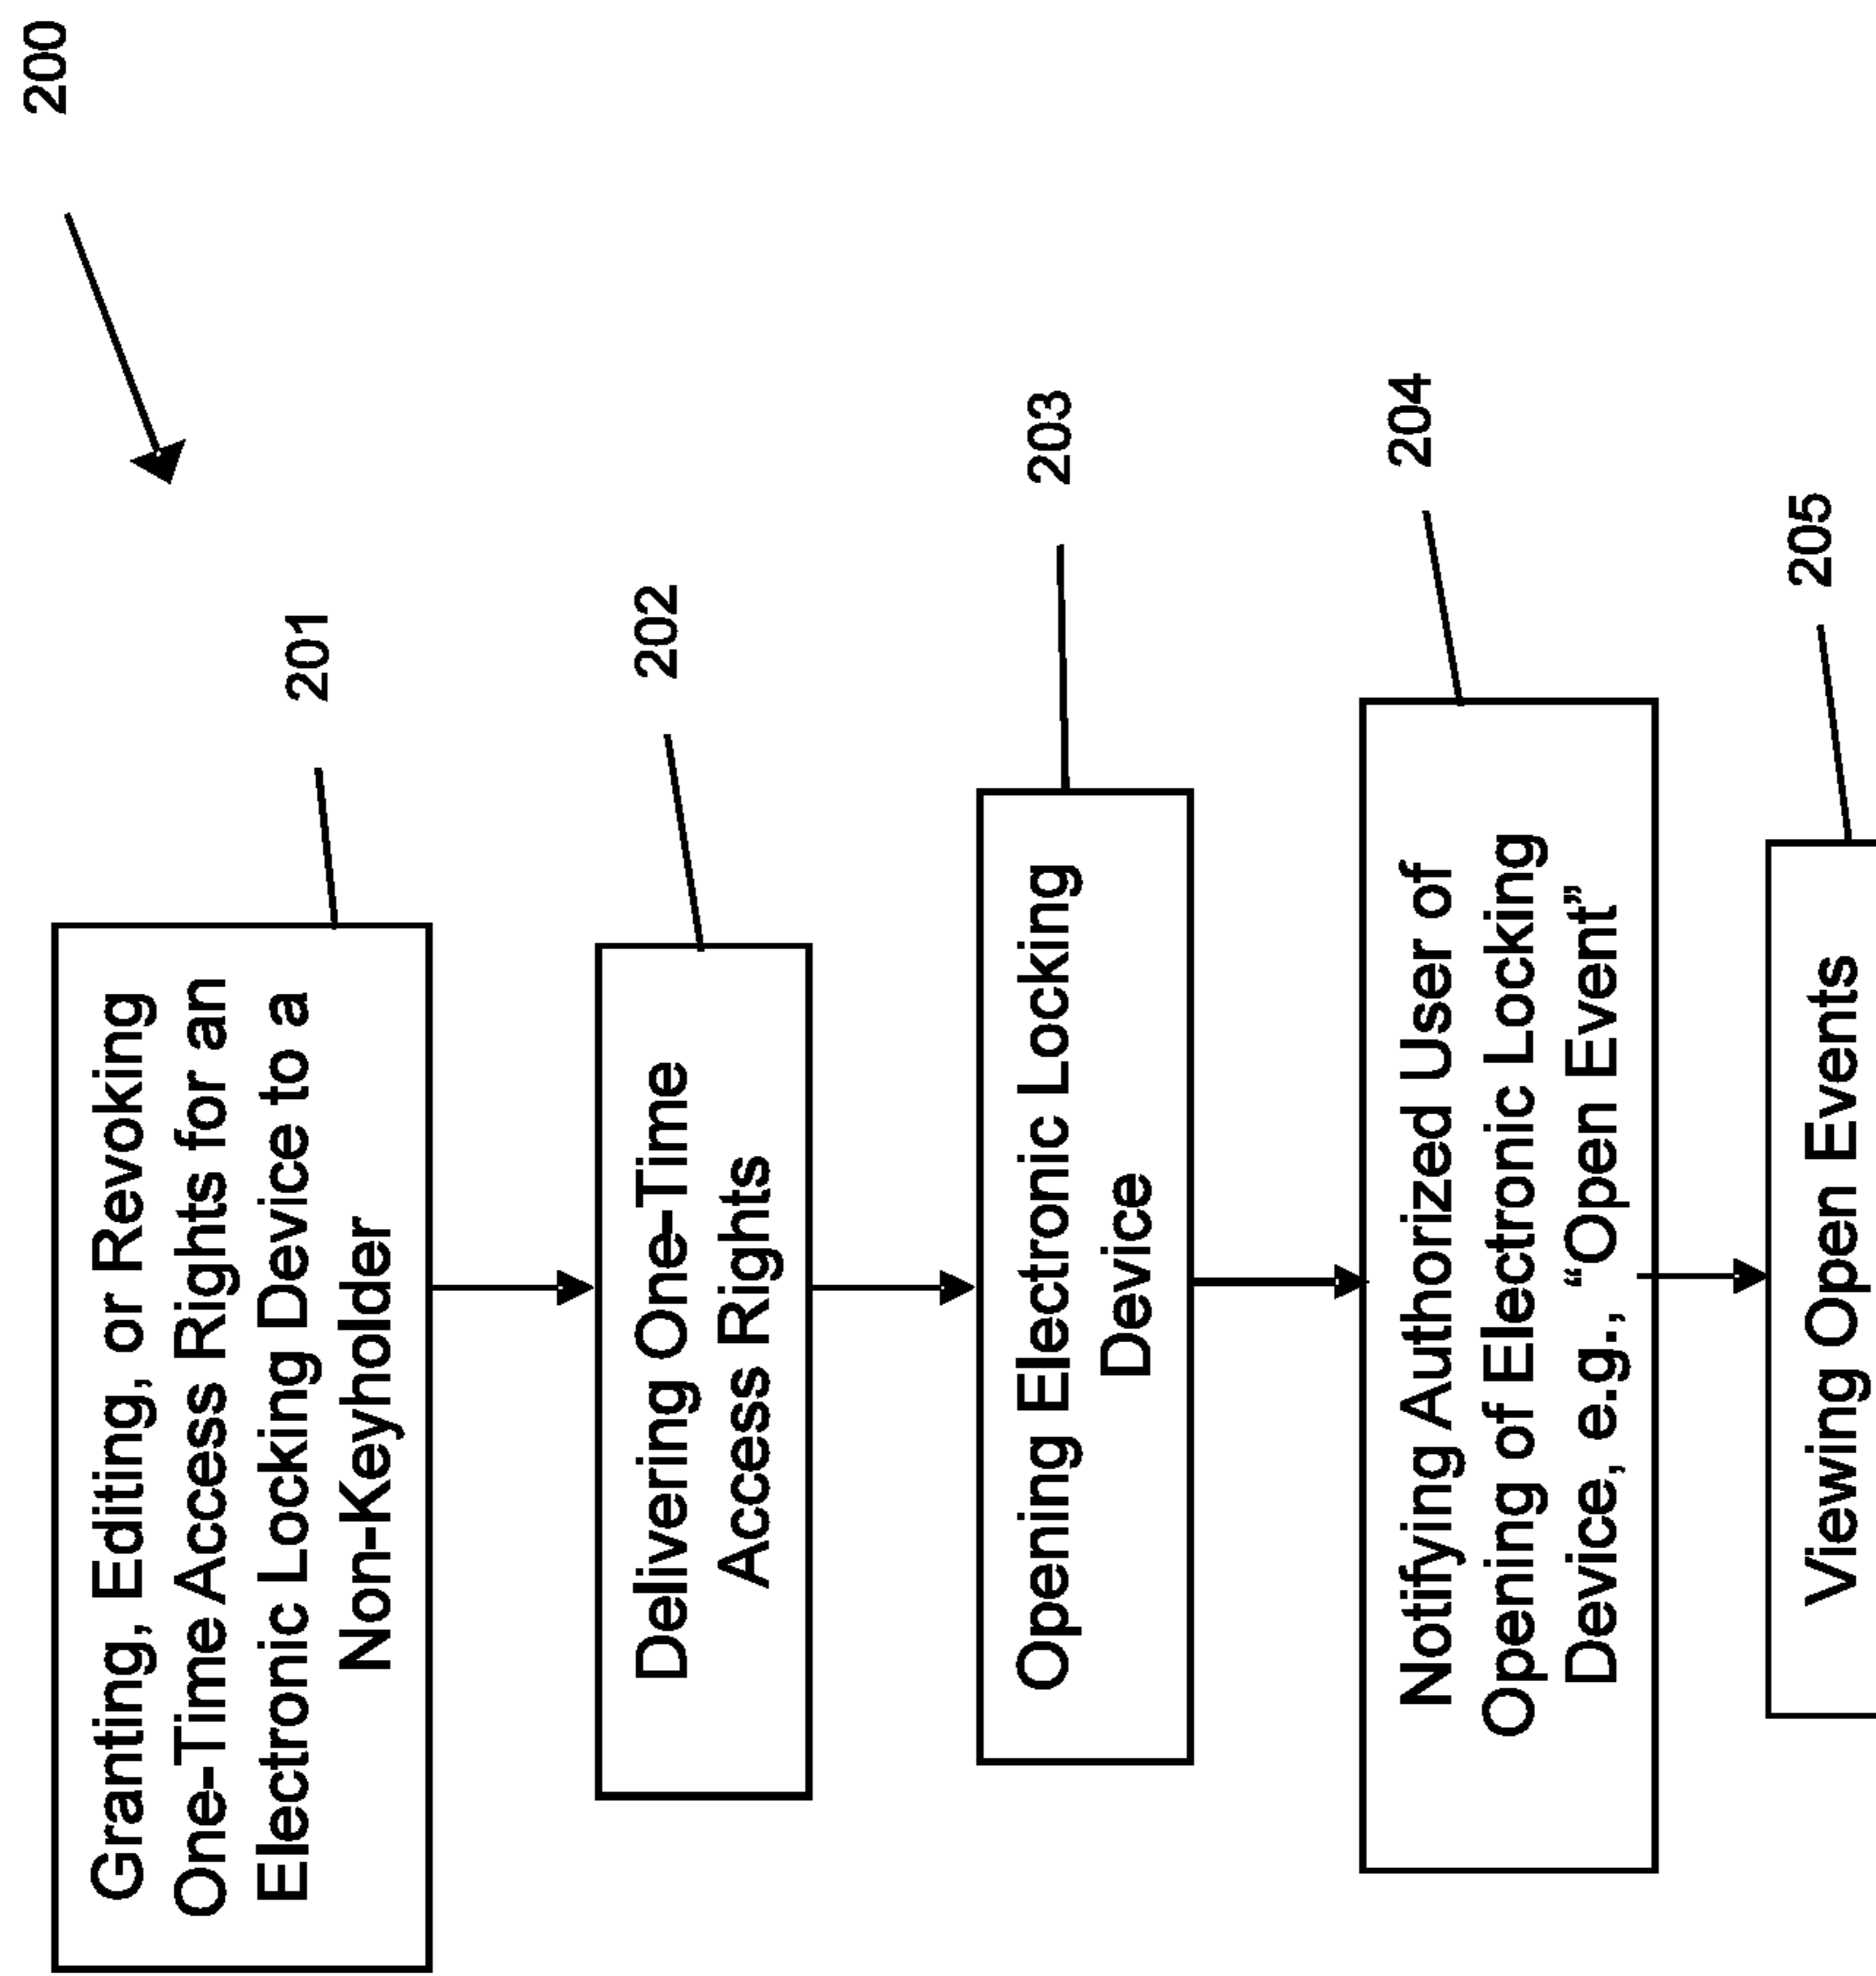 200
Granting, Editing, or Revoking
One-Time Access Rights for an
Electronic Locking Device to a
Non-Keyholder
201
Delivering One-Time
Access Rights
202
Opening Electronic Locking
Device
203
Notifying Authorized User of
Opening of Electronic Locking
Device, e.g., “Open Event”
204
Viewing Open Events
205